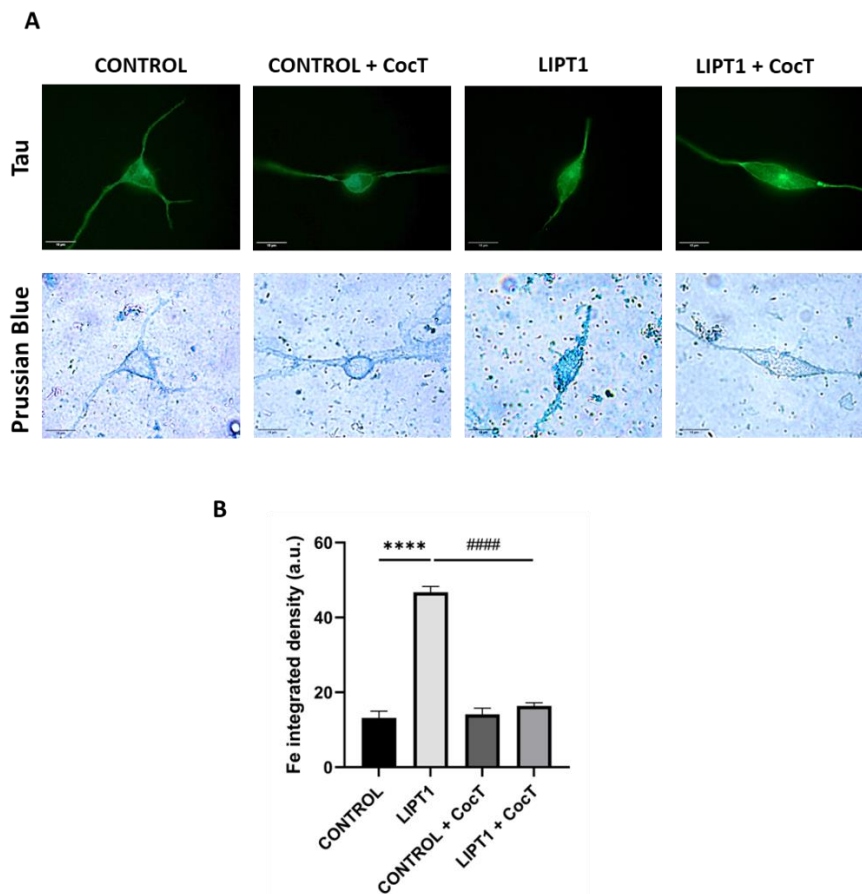 A
CONTROL
CONTROL + CocT
LIPT1
LIPT1 + CocT
Tau
Prussian Blue
B
Fe integrated density (a.u.)
60
40
20
0
****
####
CONTROL
LIPT1
CONTROL + CocT
LIPT1 + CocT